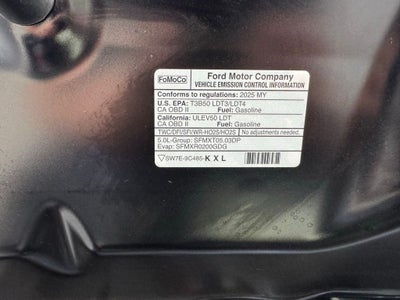 FoMoCo
Ford Motor Company
VEHICLE EMISSION CONTROL INFORMATION
Conforms to regulations: 2025 MY
U.S. EPA: T3B50 LDT3/LDT4
CA OBD II Fuel: Gasoline
California: ULEV50 LDT
CA OBD II Fuel: Gasoline
TWC/DFI/SFI/WR-HO2S/HO2S No adjustments needed.
5.0L-Group: SFMXT05.03DP
Evap: SFMXR0200GDG
SW7E-9C485-KXL